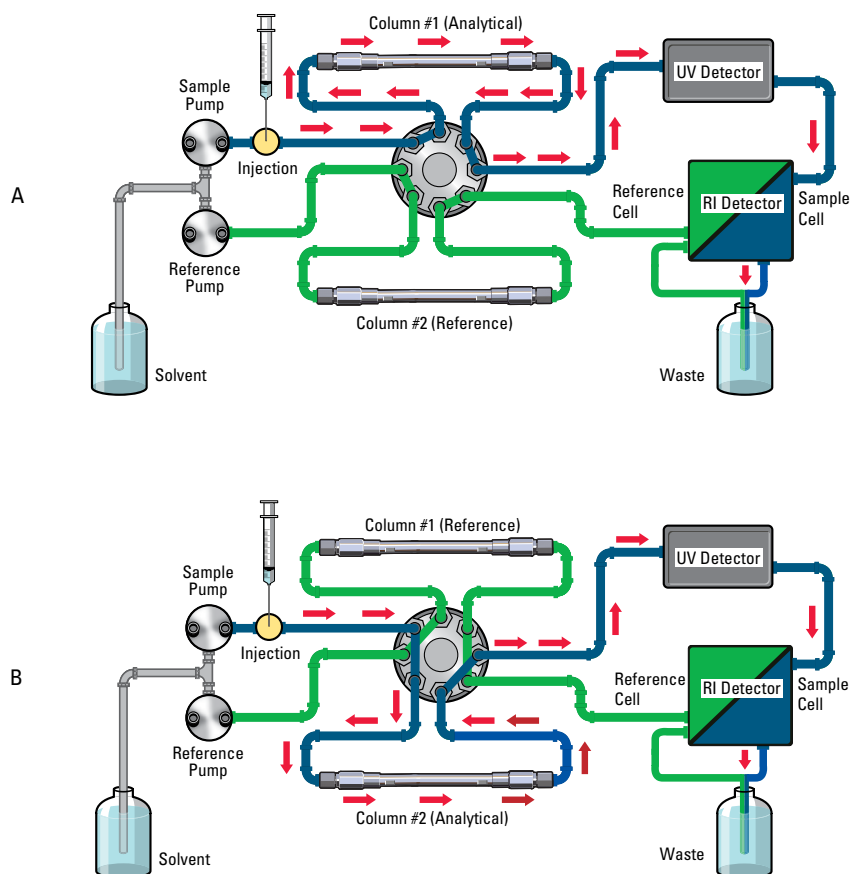 Column #1 (Analytical)
Sample
Pump
Injection
UV Detector
A
Reference
Cell
RI Detector
Sample
Cell
Reference
Pump
Column #2 (Reference)
Solvent
Waste
Column #1 (Reference)
Sample
Pump
Injection
UV Detector
B
Reference
Cell
RI Detector
Sample
Cell
Reference
Pump
Column #2 (Analytical)
Solvent
Waste